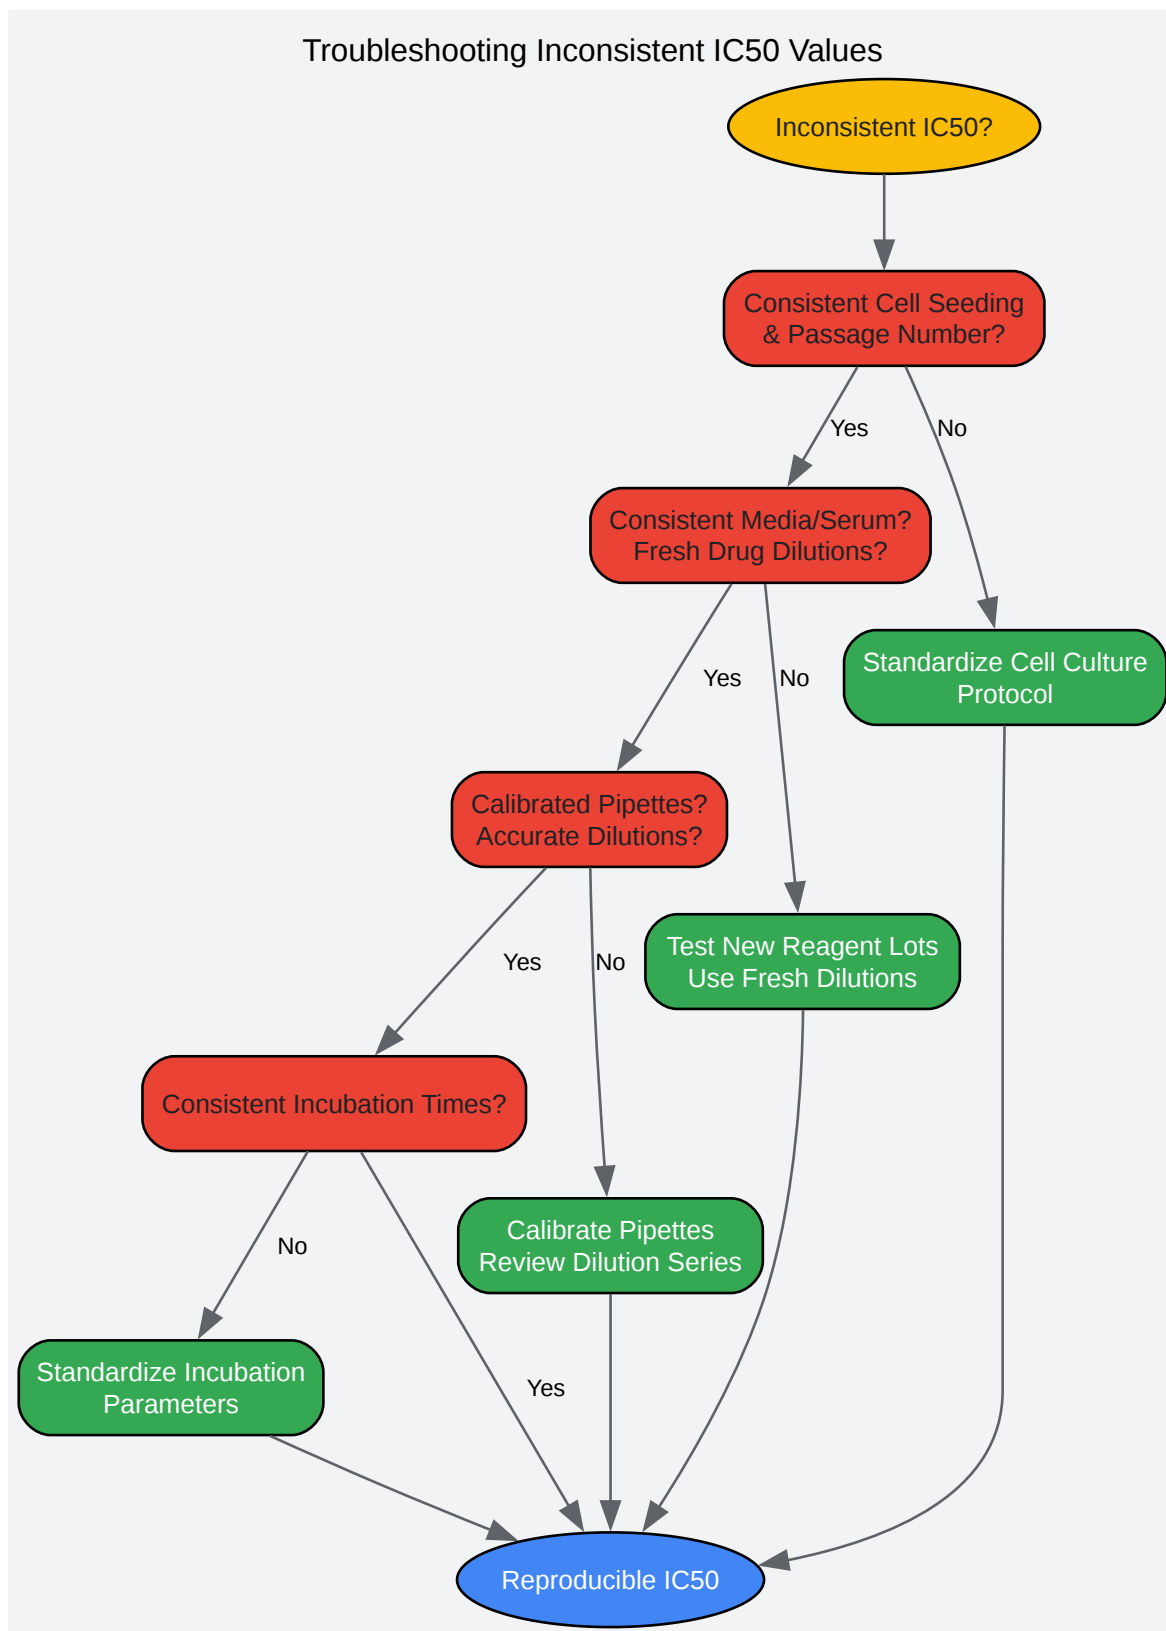 Troubleshooting Inconsistent IC50 Values
Inconsistent IC50?
Consistent Cell Seeding
& Passage Number?
Yes
No
Consistent Media/Serum?
Fresh Drug Dilutions?
Standardize Cell Culture
Protocol
Yes
No
Calibrated Pipettes?
Accurate Dilutions?
Test New Reagent Lots
Use Fresh Dilutions
Yes
No
Consistent Incubation Times?
Calibrate Pipettes
Review Dilution Series
No
Standardize Incubation
Parameters
Yes
Reproducible IC50